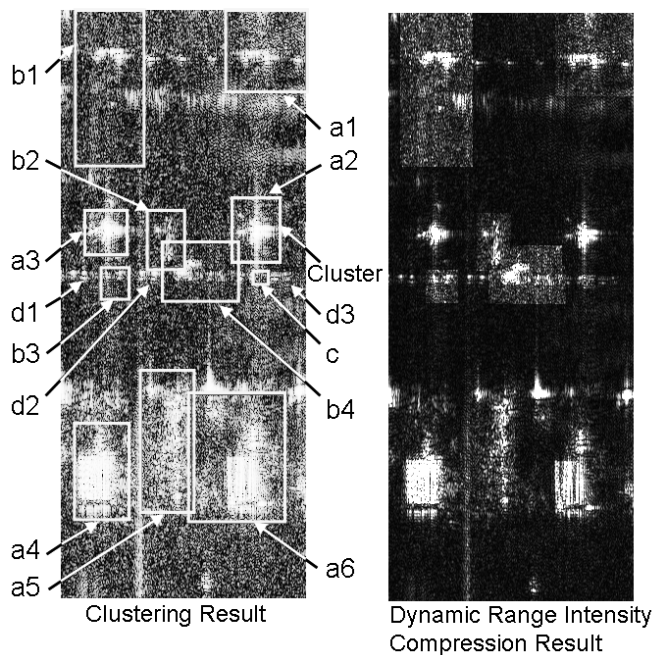 b1
a1
b2
a2
a3
Cluster
d1
d3
b3
c
d2
b4
a4
a5
a6
Clustering Result
Dynamic Range Intensity
Compression Result